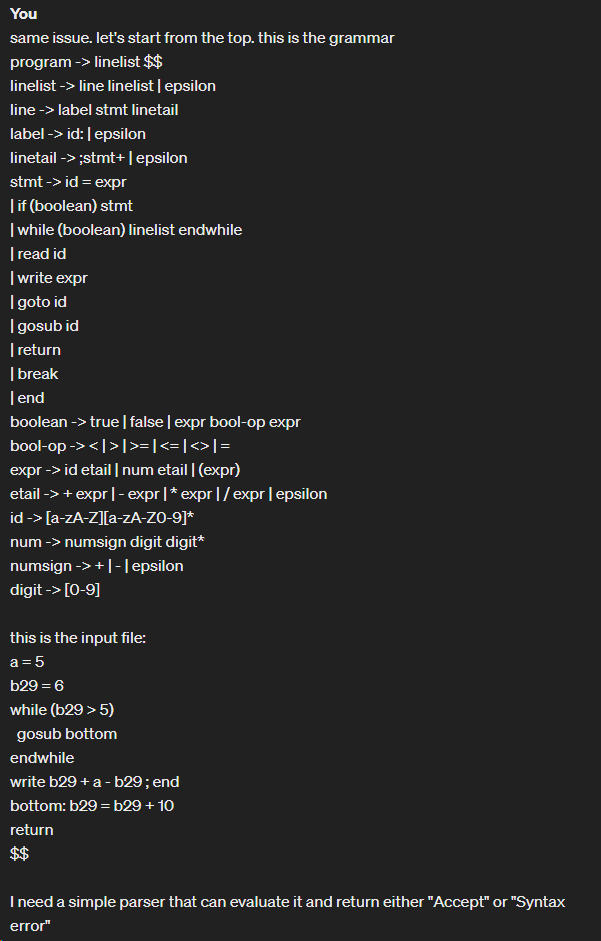 You
same issue. let's start from the top. this is the grammar
program -> linelist $$
linelist -> line linelist | epsilon
line -> label stmt linetail
label -> id: | epsilon
linetail -> ;stmt+ | epsilon
stmt -> id = expr
| if (boolean) stmt
| while (boolean) linelist endwhile
| read id
| write expr
| goto id
| gosub id
| return
| break
| end
boolean -> true | false | expr bool-op expr
bool-op -> < | > | >= | <= | <> | =
expr -> id etail | num etail | (expr)
etail -> + expr | - expr | * expr | / expr | epsilon
id -> [a-zA-Z][a-zA-Z0-9]*
num -> numsign digit digit*
numsign -> + | - | epsilon
digit -> [0-9]

this is the input file:
a = 5
b29 = 6
while (b29 > 5)
  gosub bottom
endwhile
write b29 + a - b29 ; end
bottom: b29 = b29 + 10
return
$$

I need a simple parser that can evaluate it and return either "Accept" or "Syntax
error"